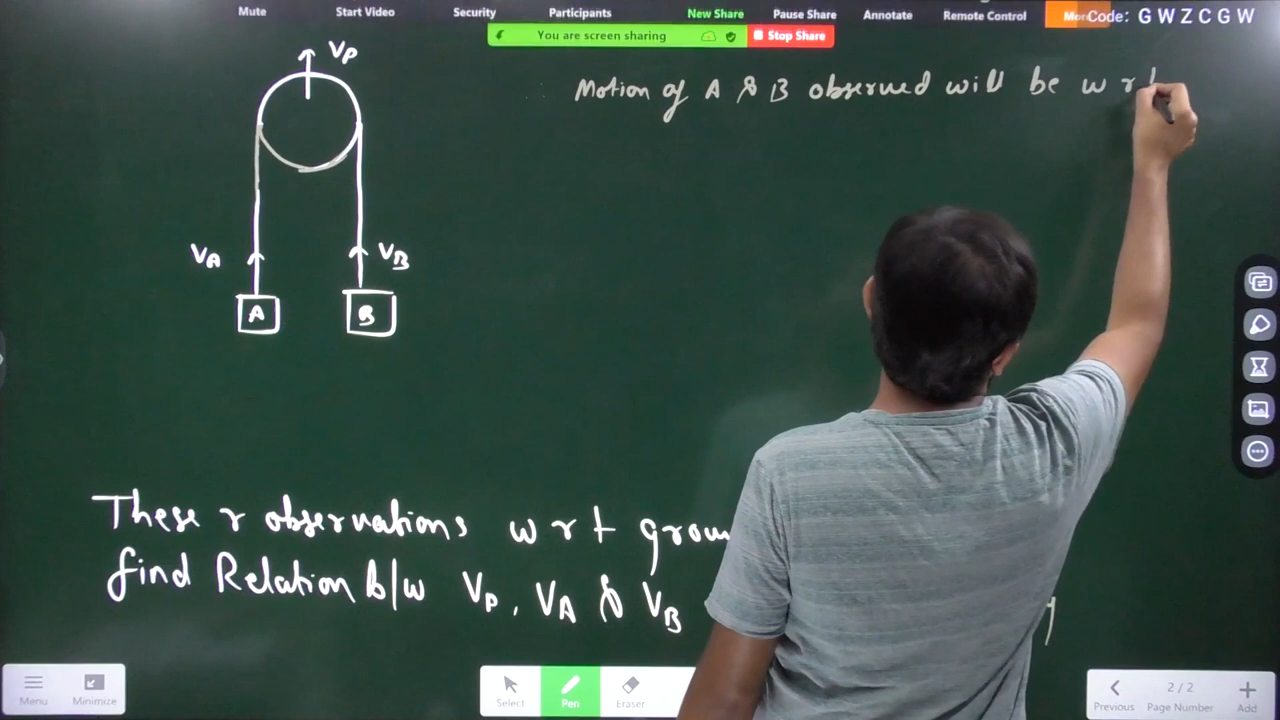 Mute Start Video Security Participants New Share Pause Share Annotate Remote Control
Code: G W Z C G W
You are screen sharing Stop Share
VP
Motion of A & B observed will be w r t
VA VB
A B
These r observations w r t
find Relation b/w VP, VA & VB
Menu Minimize Select Pen Eraser Previous 2 / 2 Page Number Add